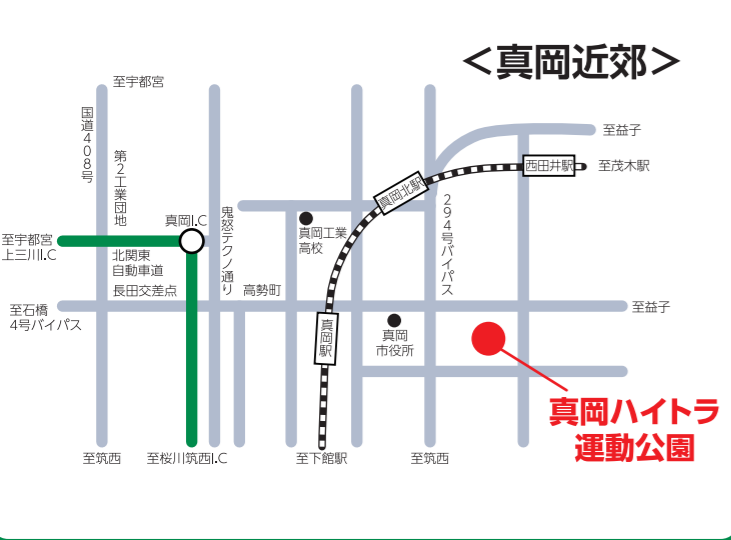 ＜真岡近郊＞
至宇都宮
国道408号
第2工業団地
真岡I.C
鬼怒テクノ通り
真岡工業
高校
真岡北駅
294号バイパス
至益子
西田井駅
至茂木駅
至宇都宮
上三川I.C
北関東
自動車道
長田交差点
高勢町
至石橋
4号バイパス
真岡駅
真岡
市役所
至益子
真岡ハイトラ
運動公園
至筑西
至桜川筑西I.C
至下館駅
至筑西